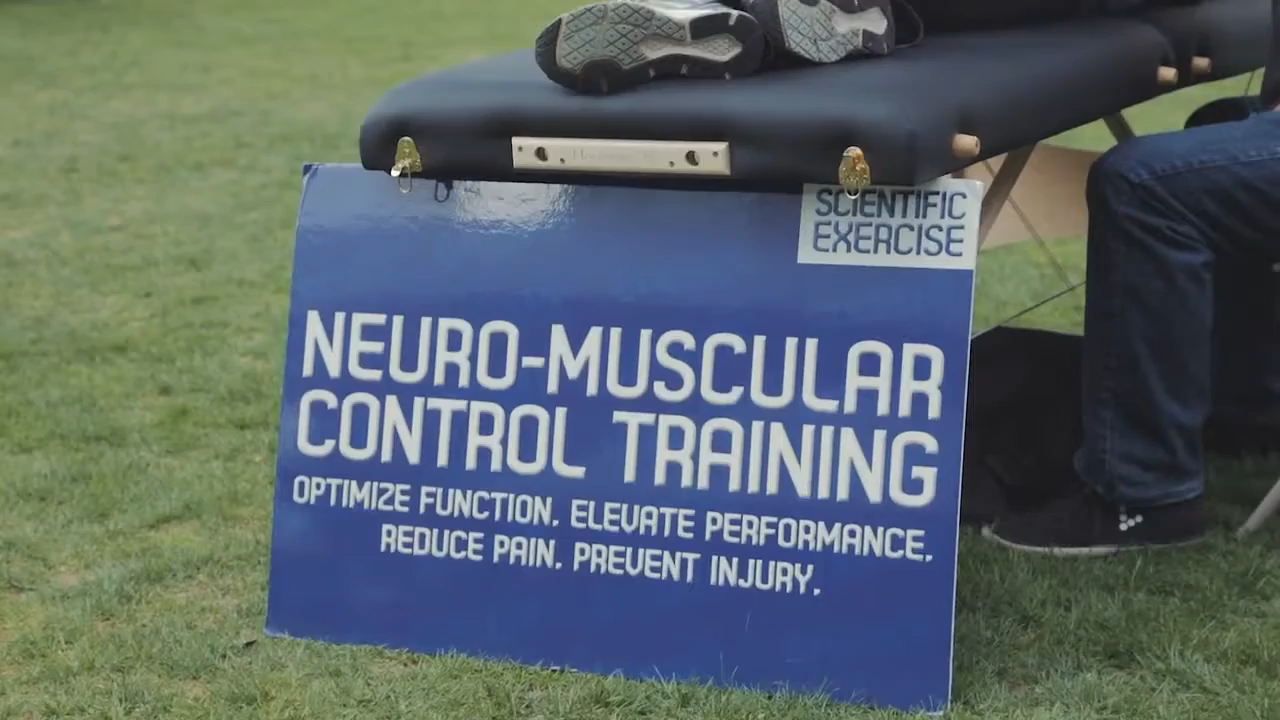 SCIENTIFIC
EXERCISE
NEURO-MUSCULAR
CONTROL TRAINING
OPTIMIZE FUNCTION. ELEVATE PERFORMANCE.
REDUCE PAIN. PREVENT INJURY.